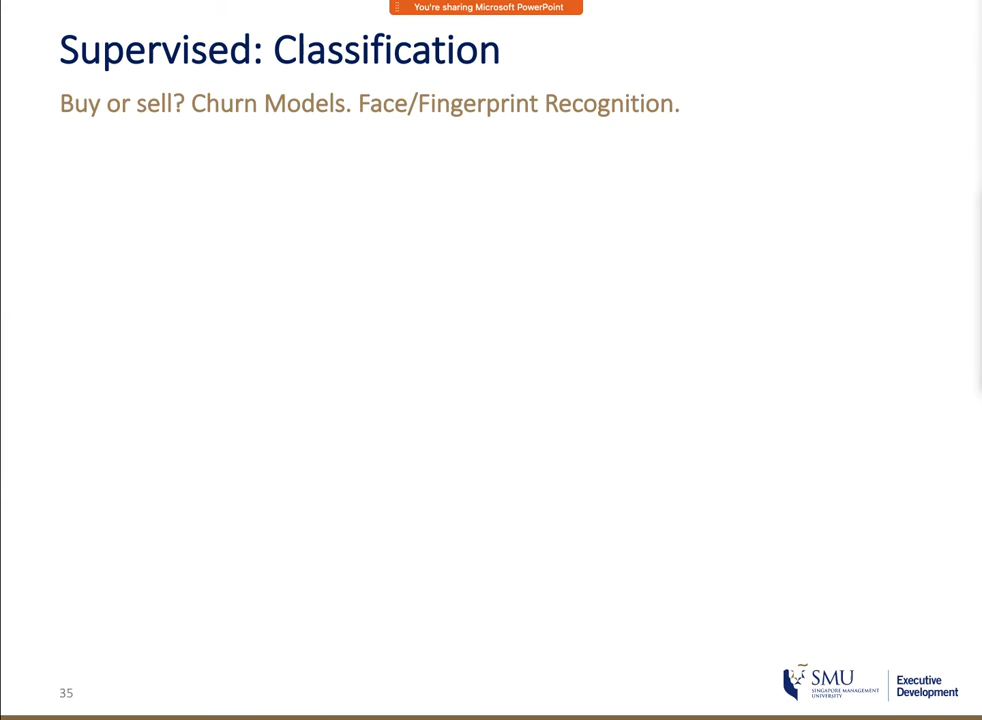 You're sharing Microsoft PowerPoint
Supervised: Classification
Buy or sell? Churn Models. Face/Fingerprint Recognition.
35
SMU
SINGAPORE MANAGEMENT
UNIVERSITY
Executive
Development